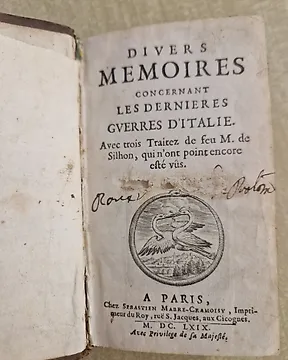 DIVERS
MEMOIRES
CONCERNANT
LES DERNIERES
GVERRES D'ITALIE.
Avec trois Traitez de feu M. de
Silhon, qui n'ont point encore
esté vûs.
A PARIS,
Chez SEBASTIEN MABRE-CRAMOISY, Impri-
meur du Roy, ruë S. Jacques, aux Cicognes.
M. DC. LXIX.
Avec Privilege de sa Majesté.